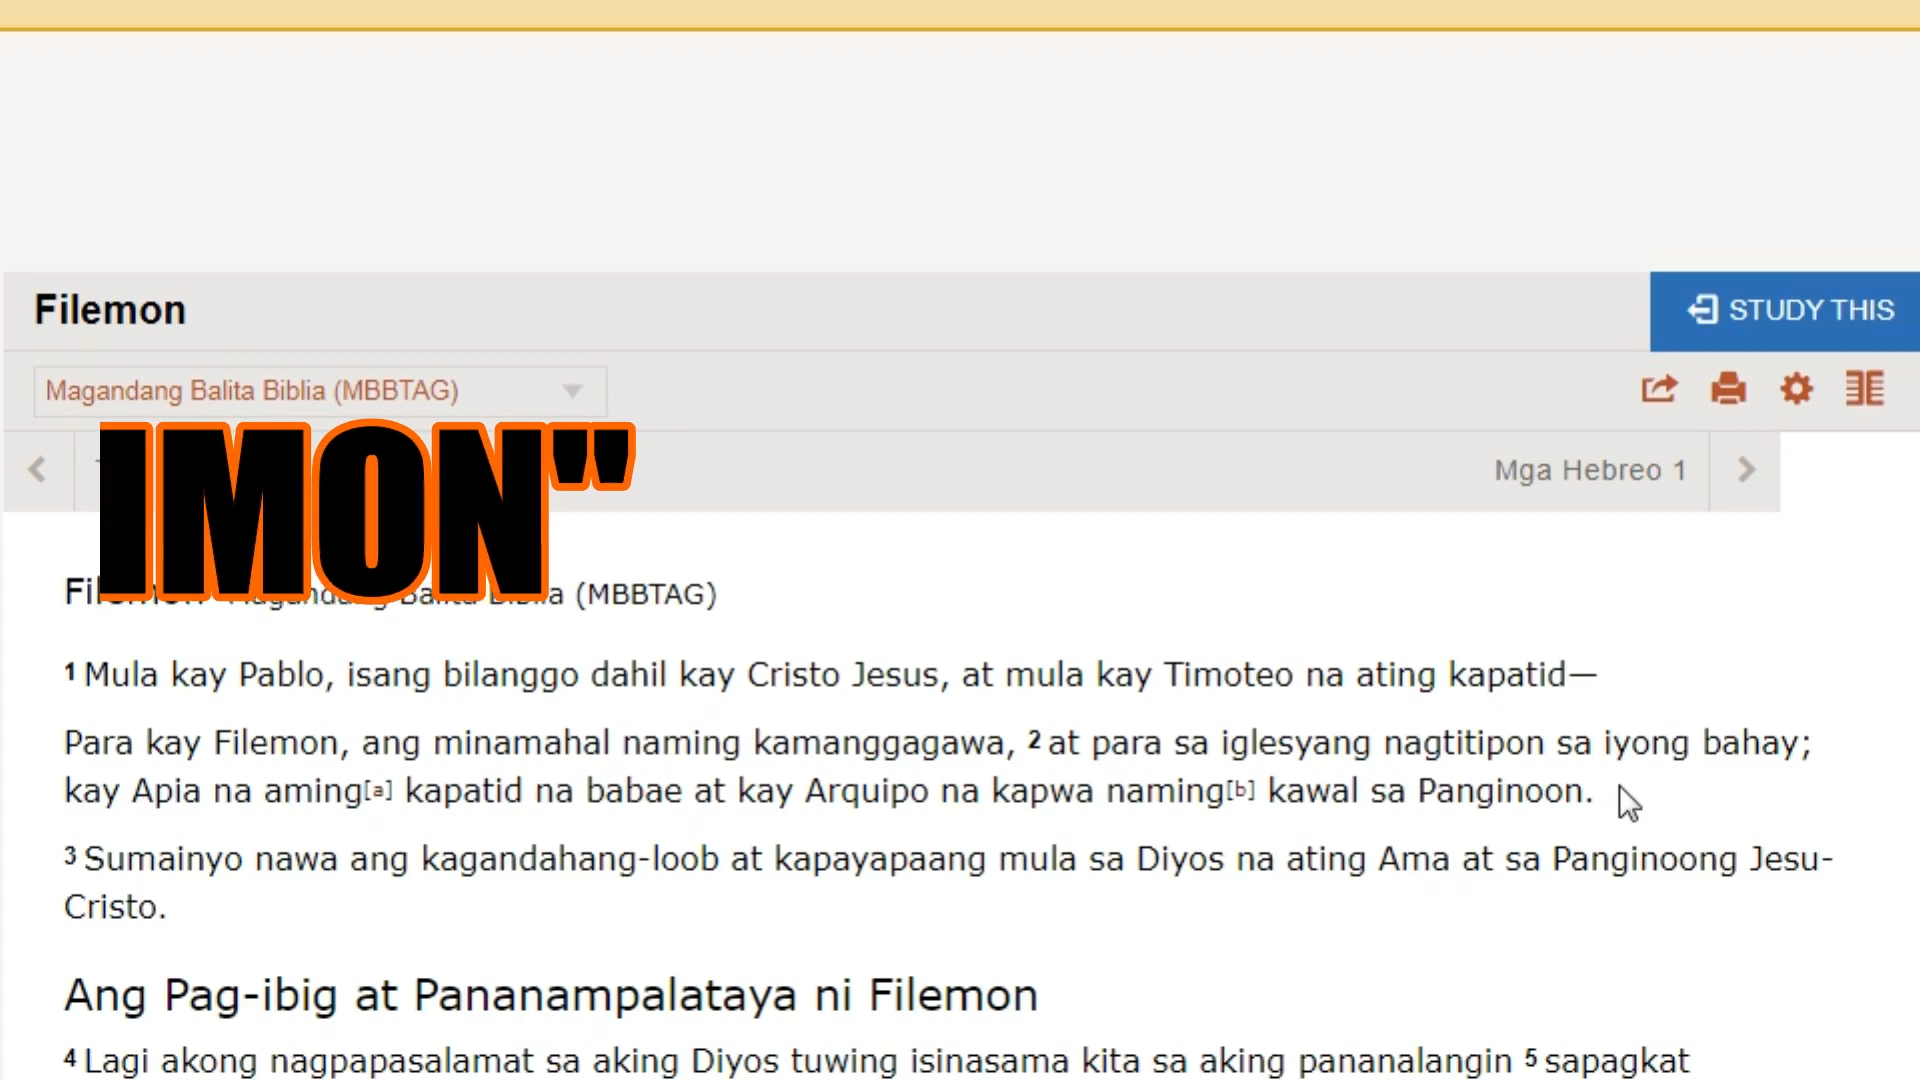 Filemon
STUDY THIS
Magandang Balita Biblia (MBBTAG)
IMON"
Mga Hebreo 1
Filemon Magandang Balita Biblia (MBBTAG)
1 Mula kay Pablo, isang bilanggo dahil kay Cristo Jesus, at mula kay Timoteo na ating kapatid—
Para kay Filemon, ang minamahal naming kamanggagawa, 2 at para sa iglesyang nagtitipon sa iyong bahay;
kay Apia na aming[a] kapatid na babae at kay Arquipo na kapwa naming[b] kawal sa Panginoon.
3 Sumainyo nawa ang kagandahang-loob at kapayapaang mula sa Diyos na ating Ama at sa Panginoong Jesu-
Cristo.
Ang Pag-ibig at Pananampalataya ni Filemon
4 Lagi akong nagpapasalamat sa aking Diyos tuwing isinasama kita sa aking pananalangin 5 sapagkat